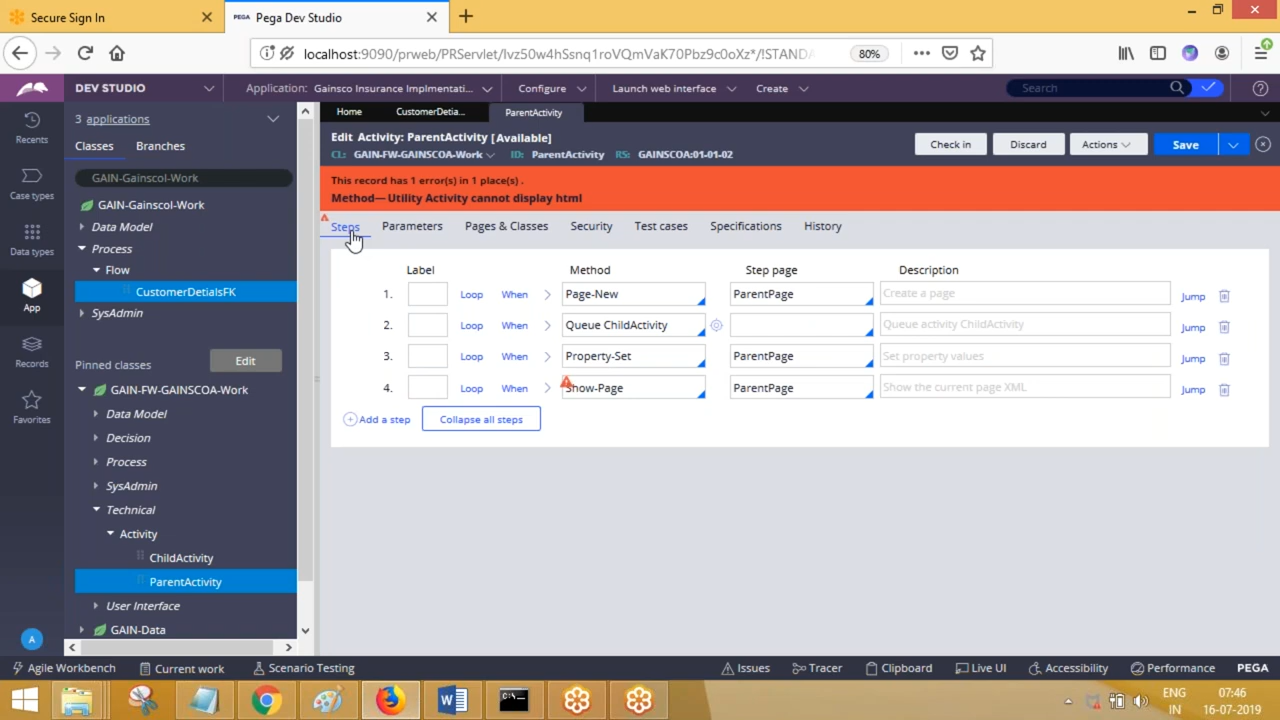 Secure Sign In
PEGA Pega Dev Studio
localhost:9090/prweb/PRServlet/Ivz50w4hSsnq1roVQmVaK70Pbz9c0oXz*/!STANDA
80%
DEV STUDIO
Application: Gainsco Insurance Implmentati...
Configure
Launch web interface
Create
Search
Recents
Case types
Data types
App
Records
Favorites
A
3 applications
Classes
Branches
GAIN-Gainscol-Work
GAIN-Gainscol-Work
Data Model
Process
Flow
CustomerDetialsFK
SysAdmin
Pinned classes
Edit
GAIN-FW-GAINSCOA-Work
Data Model
Decision
Process
SysAdmin
Technical
Activity
ChildActivity
ParentActivity
User Interface
GAIN-Data
Home
CustomerDetia...
ParentActivity
Edit Activity: ParentActivity [Available]
CL: GAIN-FW-GAINSCOA-Work ID: ParentActivity RS: GAINSCOA:01-01-02
Check in
Discard
Actions
Save
This record has 1 error(s) in 1 place(s) .
Method— Utility Activity cannot display html
Steps
Parameters
Pages & Classes
Security
Test cases
Specifications
History
Label Method Step page Description
1. Loop When Page-New ParentPage Create a page Jump
2. Loop When Queue ChildActivity Queue activity ChildActivity Jump
3. Loop When Property-Set ParentPage Set property values Jump
4. Loop When Show-Page ParentPage Show the current page XML Jump
Add a step
Collapse all steps
Agile Workbench
Current work
Scenario Testing
Issues
Tracer
Clipboard
Live UI
Accessibility
Performance
PEGA
ENG
IN
07:46
16-07-2019